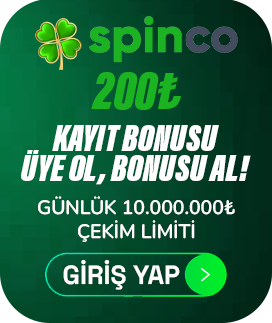 spinco
200₺
KAYIT BONUSU
ÜYE OL, BONUSU AL!
GÜNLÜK 10.000.000₺
ÇEKİM LİMİTİ
GİRİŞ YAP